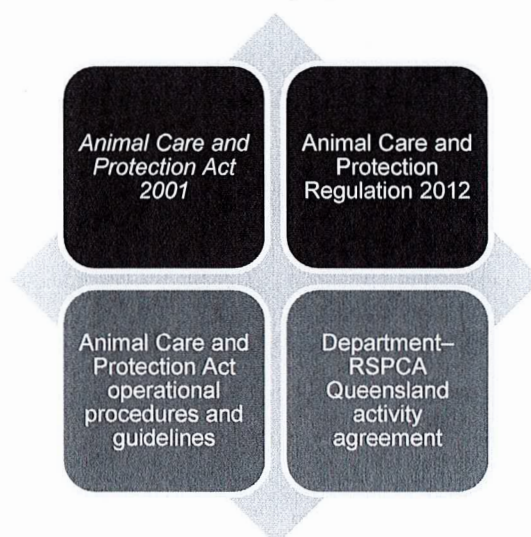 Animal Care and
Protection Act
2001
Animal Care and
Protection
Regulation 2012
Animal Care and
Protection Act
operational
procedures and
guidelines
Department–
RSPCA
Queensland
activity
agreement